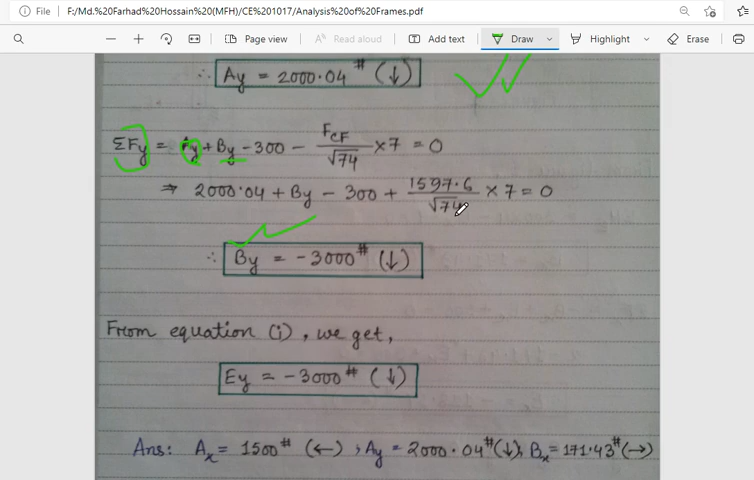 File
F:/Md.%20Farhad%20Hossain%20(MFH)/CE%201017/Analysis%20of%20Frames.pdf
Page view
Read aloud
Add text
Draw
Highlight
Erase
∴ Ay = 2000.04# (↓)
ΣFy = Ay + By - 300 - F_CF/√74 × 7 = 0
⇒ 2000.04 + By - 300 + 1597.6/√74 × 7 = 0
∴ By = -3000# (↓)
From equation (i), we get,
Ey = -3000# (↓)
Ans: Ax = 1500# (←), Ay = 2000.04# (↓), Bx = 171.43# (→)